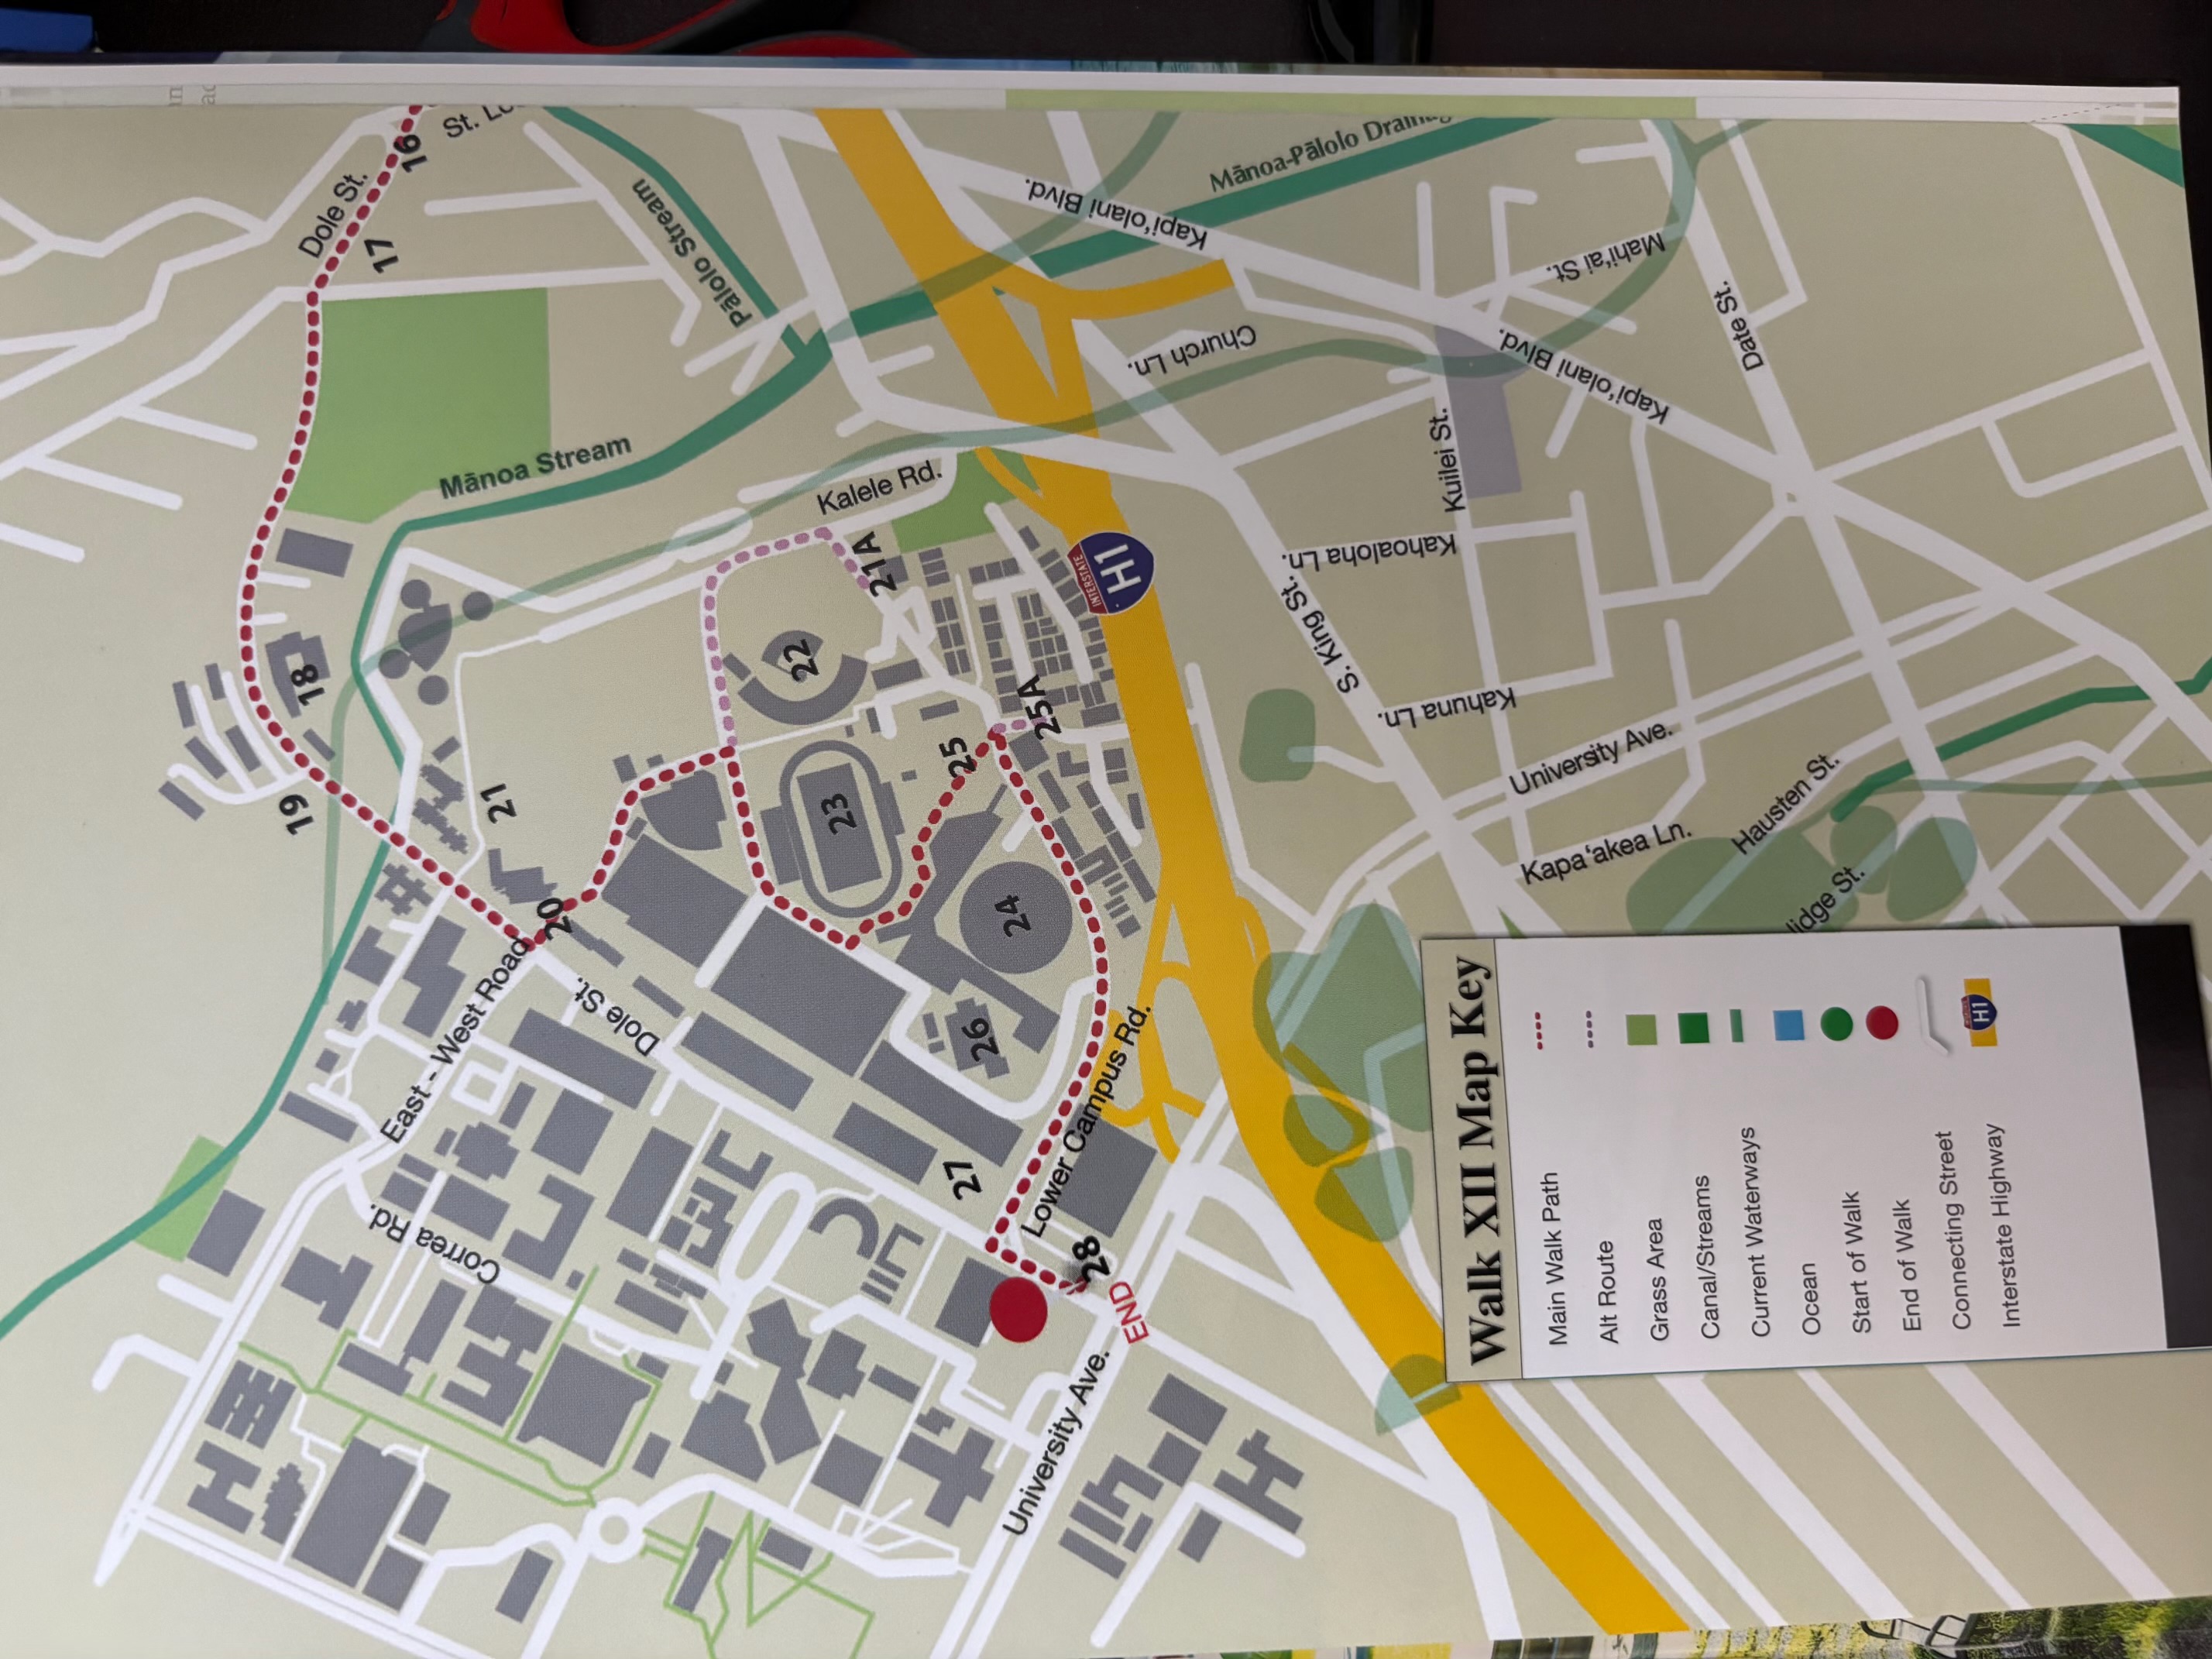 St.
Dole St.
16
17
Pālolo Stream
Mānoa-Pālolo
Kapi'olani Blvd.
Mahi'ai St.
Church Ln.
Kapi'olani Blvd.
Date St.
Mānoa Stream
Kalele Rd.
Kuilei St.
Kahoaloha Ln.
21A
INTERSTATE
H1
S. King St.
18
22
25A
Kahuna Ln.
19
21
23
25
University Ave.
Hausten St.
Kapa'akea Ln.
20
24
East - West Road
Dole St.
26
Lower Campus Rd.
27
Correa Rd.
28
END
University Ave.
Walk XII Map Key
Main Walk Path
Alt Route
Grass Area
Canal/Streams
Current Waterways
Ocean
Start of Walk
End of Walk
Connecting Street
Interstate Highway
H1